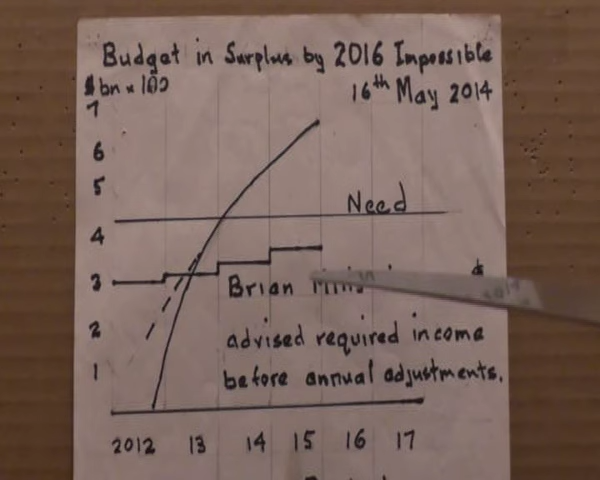 Budget in Surplus by 2016 Impossible
$bn x 100
16th May 2014
7
6
5
Need
4
3
Brian
advised required income
2
before annual adjustments.
1
2012 13 14 15 16 17